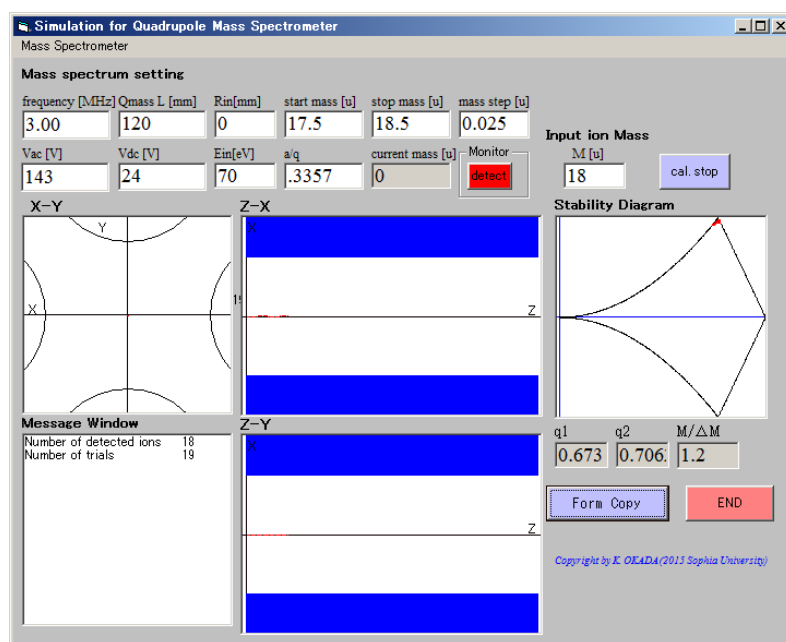 Simulation for Quadrupole Mass Spectrometer
Mass Spectrometer
Mass spectrum setting
frequency [MHz] Qmass L [mm] Rin[mm] start mass [u] stop mass [u] mass step [u]
3.00 120 0 17.5 18.5 0.025
Input ion Mass
Vac [V] Vdc [V] Ein[eV] a/q current mass [u] Monitor M [u]
143 24 70 .3357 0 detect 18 cal. stop
X-Y Z-X Stability Diagram
Y X
X Z
Message Window Z-Y
Number of detected ions 18
Number of trials 19
X
Z
q1 q2 M/△M
0.673 0.706 1.2
Form Copy END
Copyright by K. OKADA(2015 Sophia University)